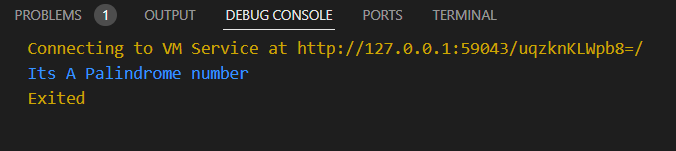 PROBLEMS 1 OUTPUT DEBUG CONSOLE PORTS TERMINAL
Connecting to VM Service at http://127.0.0.1:59043/uqzknKLWpb8=/
Its A Palindrome number
Exited